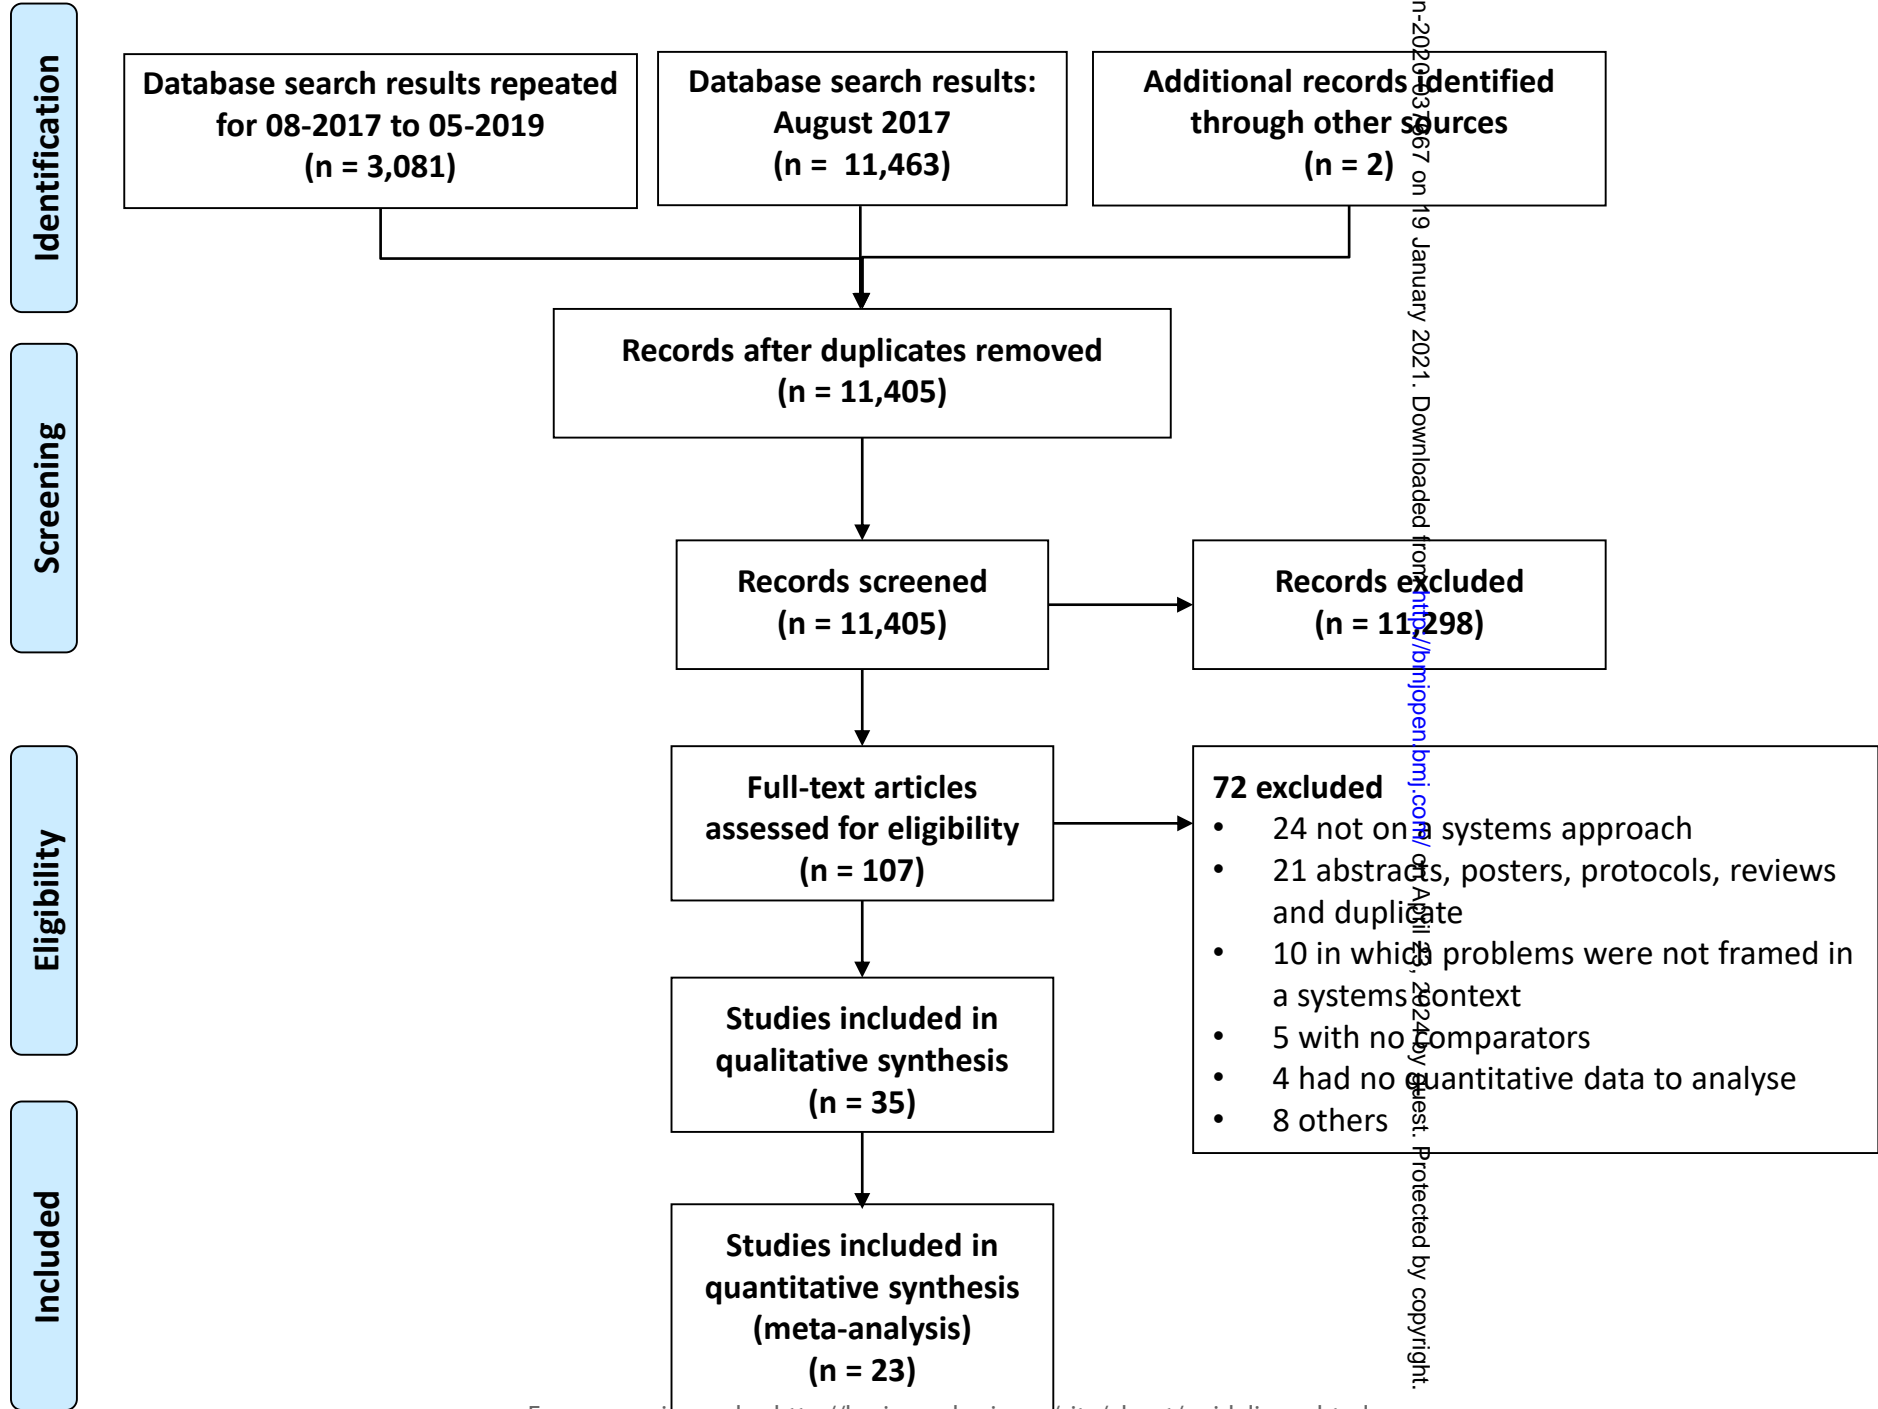 Identification
Database search results repeated
for 08-2017 to 05-2019
(n = 3,081)
Database search results:
August 2017
(n = 11,463)
Additional records identified
through other sources
(n = 2)
Records after duplicates removed
(n = 11,405)
Screening
Records screened
(n = 11,405)
Records excluded
(n = 11,298)
Eligibility
Full-text articles
assessed for eligibility
(n = 107)
72 excluded
• 24 not on a systems approach
• 21 abstracts, posters, protocols, reviews
and duplicate
• 10 in which problems were not framed in
a systems context
• 5 with no comparators
• 4 had no quantitative data to analyse
• 8 others
Studies included in
qualitative synthesis
(n = 35)
Included
Studies included in
quantitative synthesis
(meta-analysis)
(n = 23)
n-2020-037667 on 19 January 2021. Downloaded from http://bmjopen.bmj.com/ on April 23, 2024 by guest. Protected by copyright.